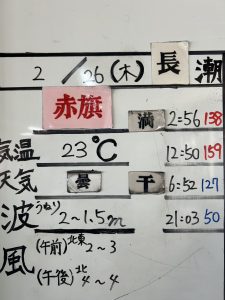 2/26(木) 長潮
赤旗 満 2=56 138
気温 23℃ 12:50 159
天気 曇 干 6=52 127
波 うねり 2~1.5m 21:03 50
風 (午前)北東 2~3
(午後)北 4~4